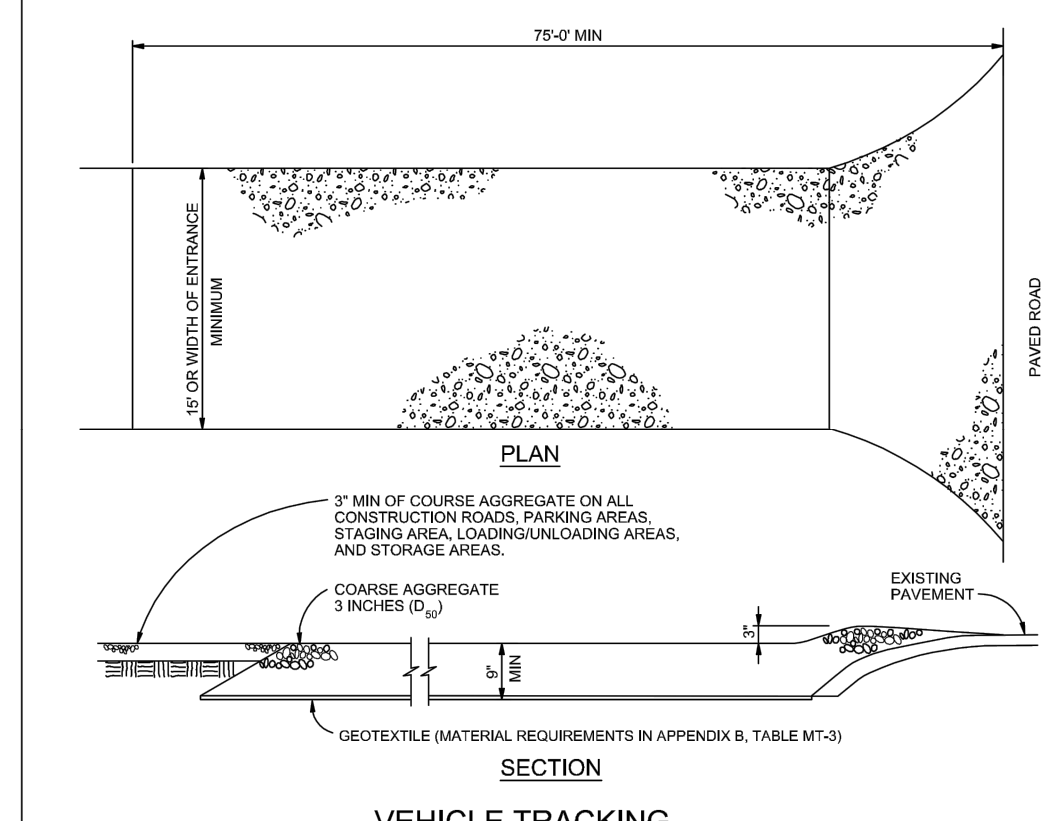 75'-0' MIN
15' OR WIDTH OF ENTRANCE
MINIMUM
PAVED ROAD
PLAN
3" MIN OF COURSE AGGREGATE ON ALL
CONSTRUCTION ROADS, PARKING AREAS,
STAGING AREA, LOADING/UNLOADING AREAS,
AND STORAGE AREAS.
COARSE AGGREGATE
3 INCHES (D50)
EXISTING
PAVEMENT
3"
9"
MIN
GEOTEXTILE (MATERIAL REQUIREMENTS IN APPENDIX B, TABLE MT-3)
SECTION
VEHICLE TRACKING